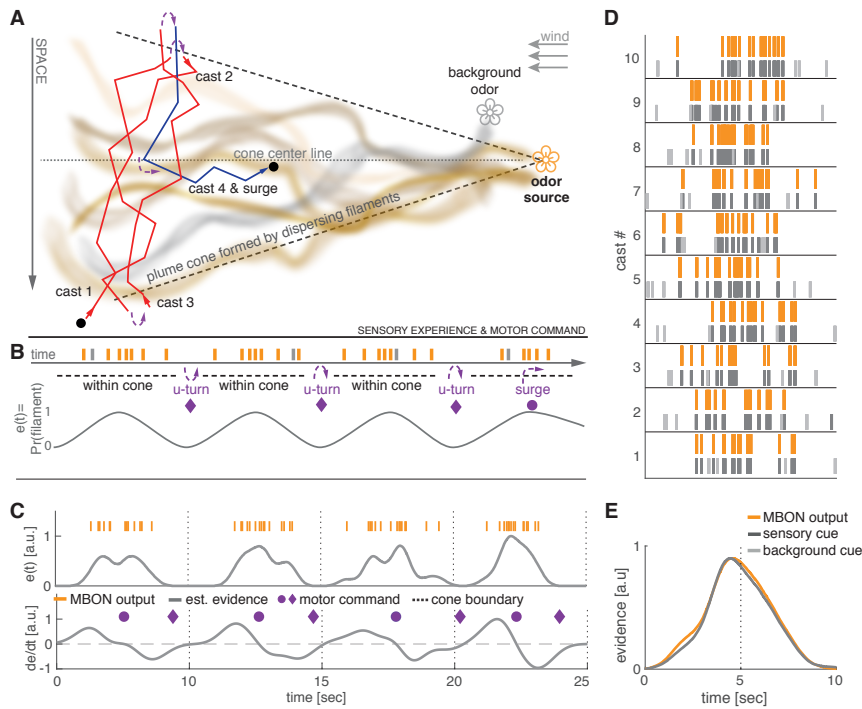 A
SPACE
cast 2
wind
background
odor
cone center line
cast 4 & surge
odor
source
plume cone formed by dispersing filaments
cast 1
cast 3
SENSORY EXPERIENCE & MOTOR COMMAND
B
time
within cone
u-turn
within cone
u-turn
within cone
u-turn
surge
e(t)=
Pr(filament)
1
0
C
e(t) [a.u.]
1
0
MBON output
est. evidence
motor command
cone boundary
de/dt [a.u.]
1
0
-1
0
5
10
15
20
25
time [sec]
D
cast #
10
9
8
7
6
5
4
3
2
1
E
MBON output
sensory cue
background cue
evidence [a.u]
1
0
0
5
10
time [sec]